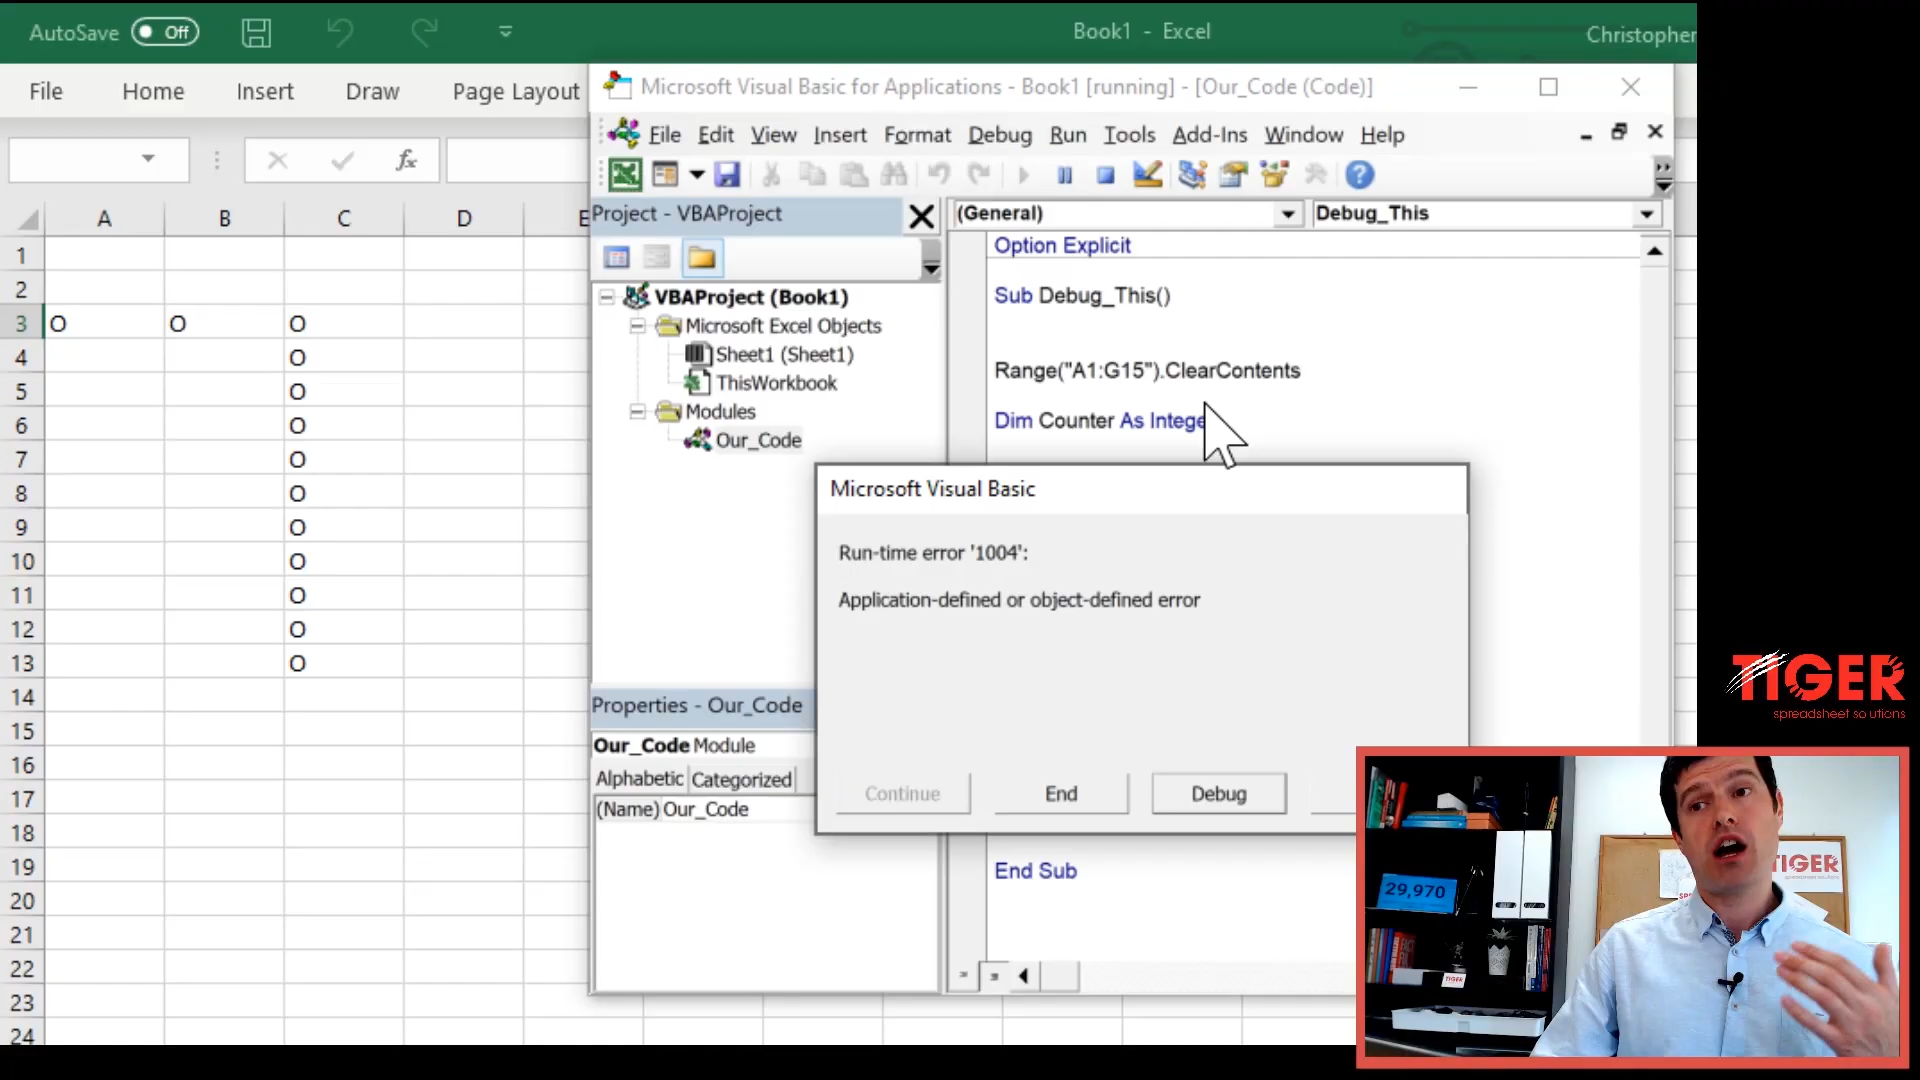 AutoSave Off Book1 - Excel Christopher
File Home Insert Draw Page Layout
fx
A B C D E
1
2
3 O O O
4 O
5 O
6 O
7 O
8 O
9 O
10 O
11 O
12 O
13 O
14
15
16
17
18
19
20
21
22
23
24
Microsoft Visual Basic for Applications - Book1 [running] - [Our_Code (Code)]
File Edit View Insert Format Debug Run Tools Add-Ins Window Help
Project - VBAProject
VBAProject (Book1)
Microsoft Excel Objects
Sheet1 (Sheet1)
ThisWorkbook
Modules
Our_Code
Properties - Our_Code
Our_Code Module
Alphabetic Categorized
(Name) Our_Code
(General) Debug_This
Option Explicit
Sub Debug_This()
Range("A1:G15").ClearContents
Dim Counter As Intege
Microsoft Visual Basic
Run-time error '1004':
Application-defined or object-defined error
Continue End Debug
End Sub
TIGER
spreadsheet solutions
29,970
TIGER
TIGER